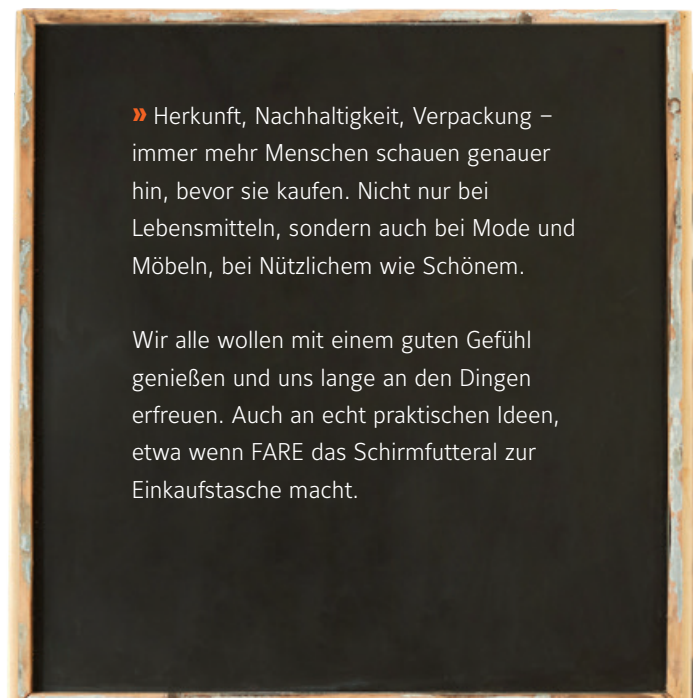 » Herkunft, Nachhaltigkeit, Verpackung –
immer mehr Menschen schauen genauer
hin, bevor sie kaufen. Nicht nur bei
Lebensmitteln, sondern auch bei Mode und
Möbeln, bei Nützlichem wie Schönem.

Wir alle wollen mit einem guten Gefühl
genießen und uns lange an den Dingen
erfreuen. Auch an echt praktischen Ideen,
etwa wenn FARE das Schirmfutteral zur
Einkaufstasche macht.